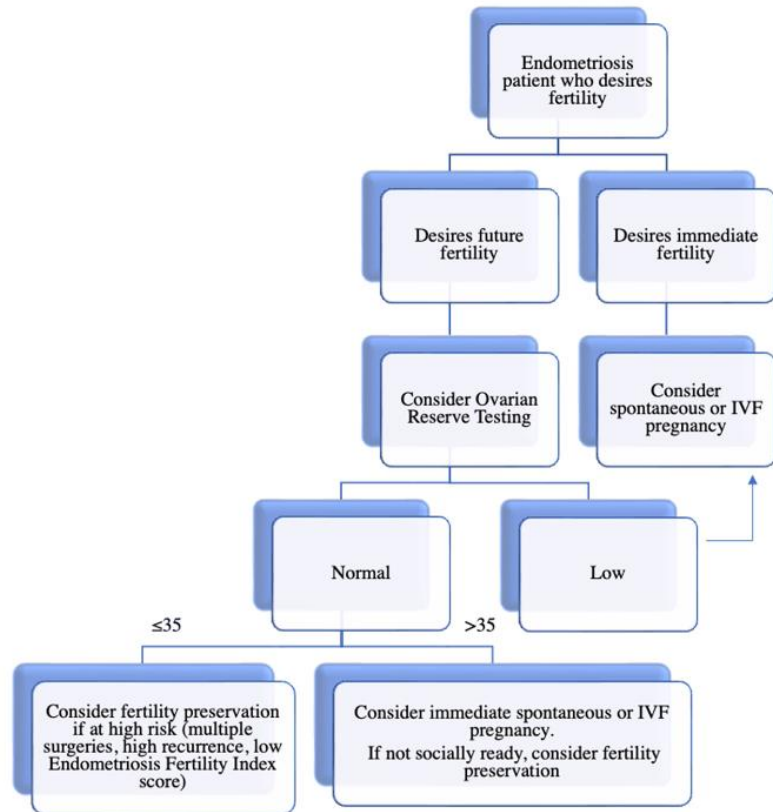 Endometriosis
patient who desires
fertility
Desires future
fertility
Desires immediate
fertility
Consider Ovarian
Reserve Testing
Consider
spontaneous or IVF
pregnancy
Normal
Low
≤35
>35
Consider fertility preservation
if at high risk (multiple
surgeries, high recurrence, low
Endometriosis Fertility Index
score)
Consider immediate spontaneous or IVF
pregnancy.
If not socially ready, consider fertility
preservation